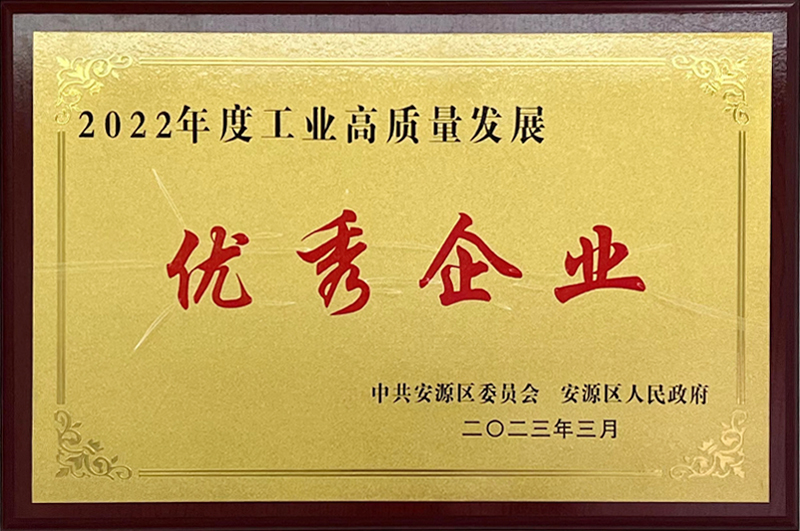 2022年度工业高质量发展
优秀企业
中共安源区委员会 安源区人民政府
二〇二三年三月